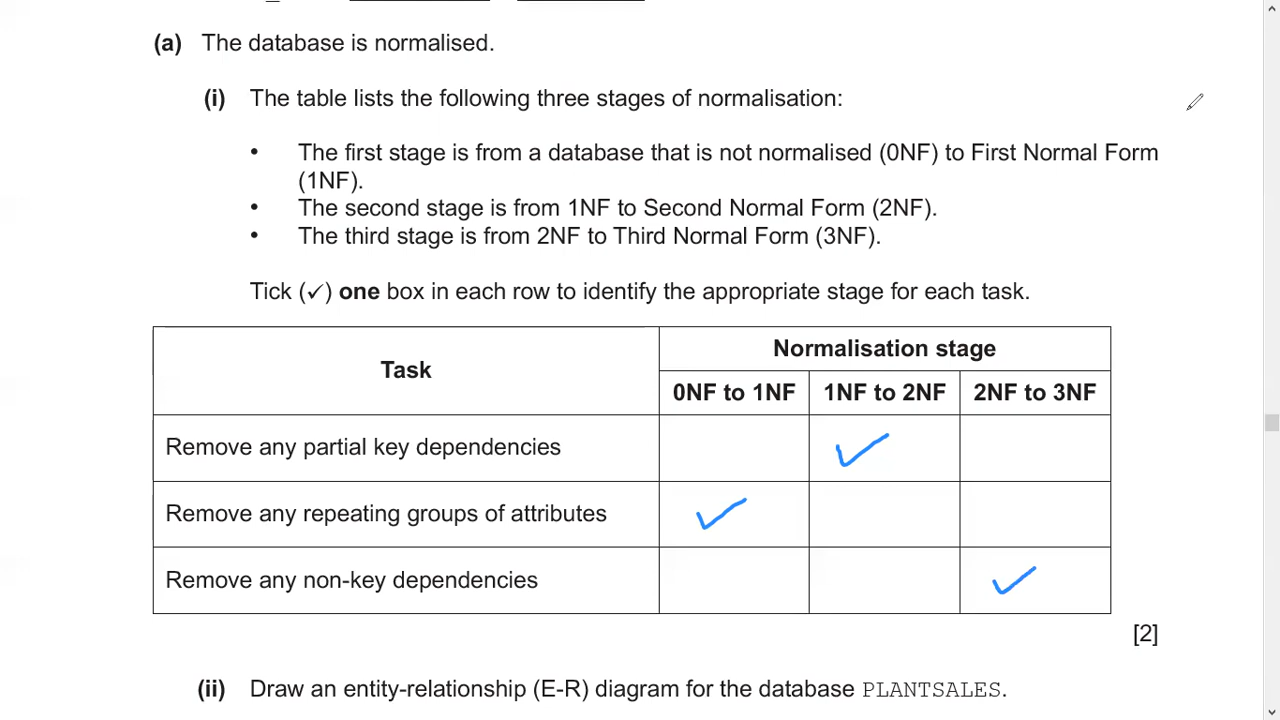 (a) The database is normalised.
(i) The table lists the following three stages of normalisation:
• The first stage is from a database that is not normalised (0NF) to First Normal Form
(1NF).
• The second stage is from 1NF to Second Normal Form (2NF).
• The third stage is from 2NF to Third Normal Form (3NF).
Tick (✓) one box in each row to identify the appropriate stage for each task.
Task
Normalisation stage
0NF to 1NF 1NF to 2NF 2NF to 3NF
Remove any partial key dependencies ✓
Remove any repeating groups of attributes ✓
Remove any non-key dependencies ✓
[2]
(ii) Draw an entity-relationship (E-R) diagram for the database PLANTSALES.